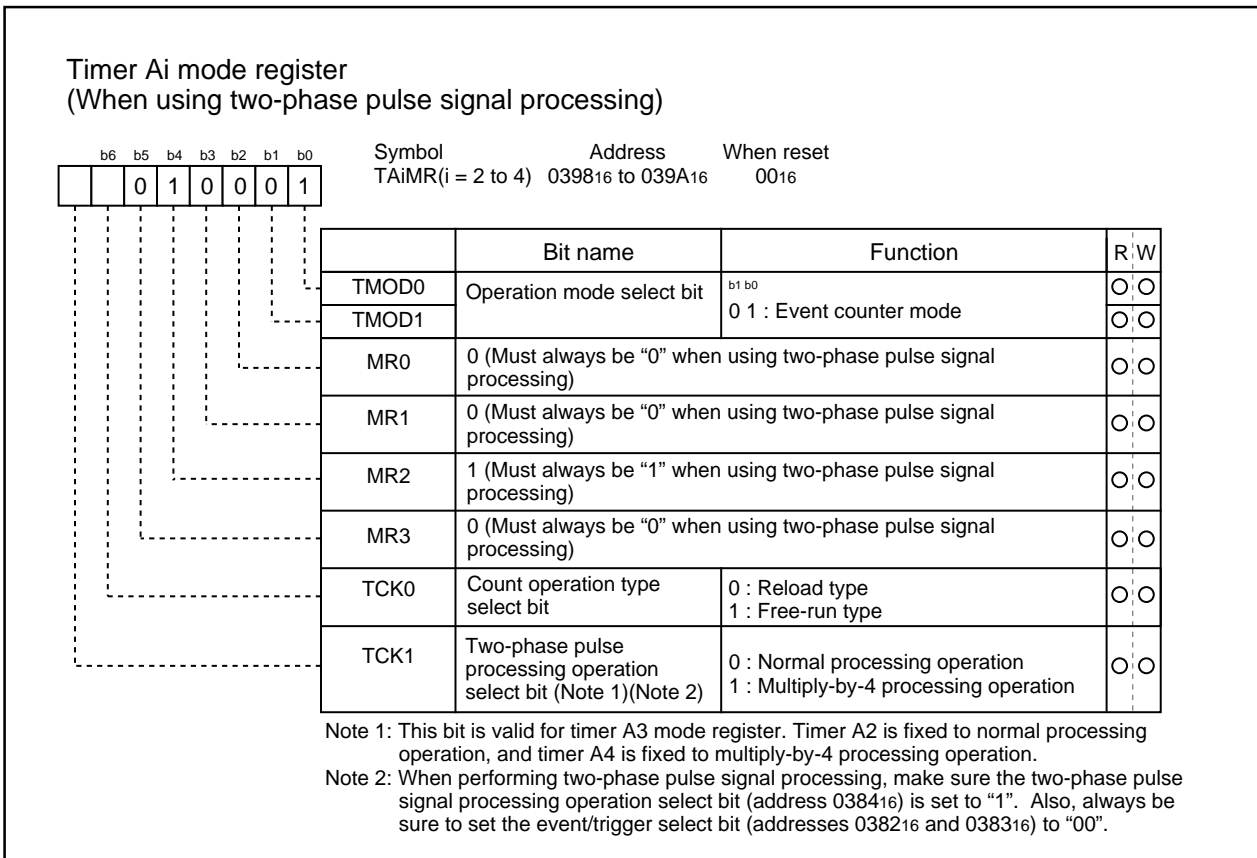 Timer Ai mode register
(When using two-phase pulse signal processing)
b6 b5 b4 b3 b2 b1 b0
0 1 0 0 0 1
Symbol Address When reset
TAiMR(i = 2 to 4) 039816 to 039A16 0016
Bit name Function R W
TMOD0 Operation mode select bit b1 b0
TMOD1 0 1 : Event counter mode
MR0 0 (Must always be “0” when using two-phase pulse signal
processing)
MR1 0 (Must always be “0” when using two-phase pulse signal
processing)
MR2 1 (Must always be “1” when using two-phase pulse signal
processing)
MR3 0 (Must always be “0” when using two-phase pulse signal
processing)
TCK0 Count operation type 0 : Reload type
select bit 1 : Free-run type
TCK1 Two-phase pulse
processing operation 0 : Normal processing operation
select bit (Note 1)(Note 2) 1 : Multiply-by-4 processing operation
Note 1: This bit is valid for timer A3 mode register. Timer A2 is fixed to normal processing
operation, and timer A4 is fixed to multiply-by-4 processing operation.
Note 2: When performing two-phase pulse signal processing, make sure the two-phase pulse
signal processing operation select bit (address 038416) is set to “1”. Also, always be
sure to set the event/trigger select bit (addresses 038216 and 038316) to “00”.